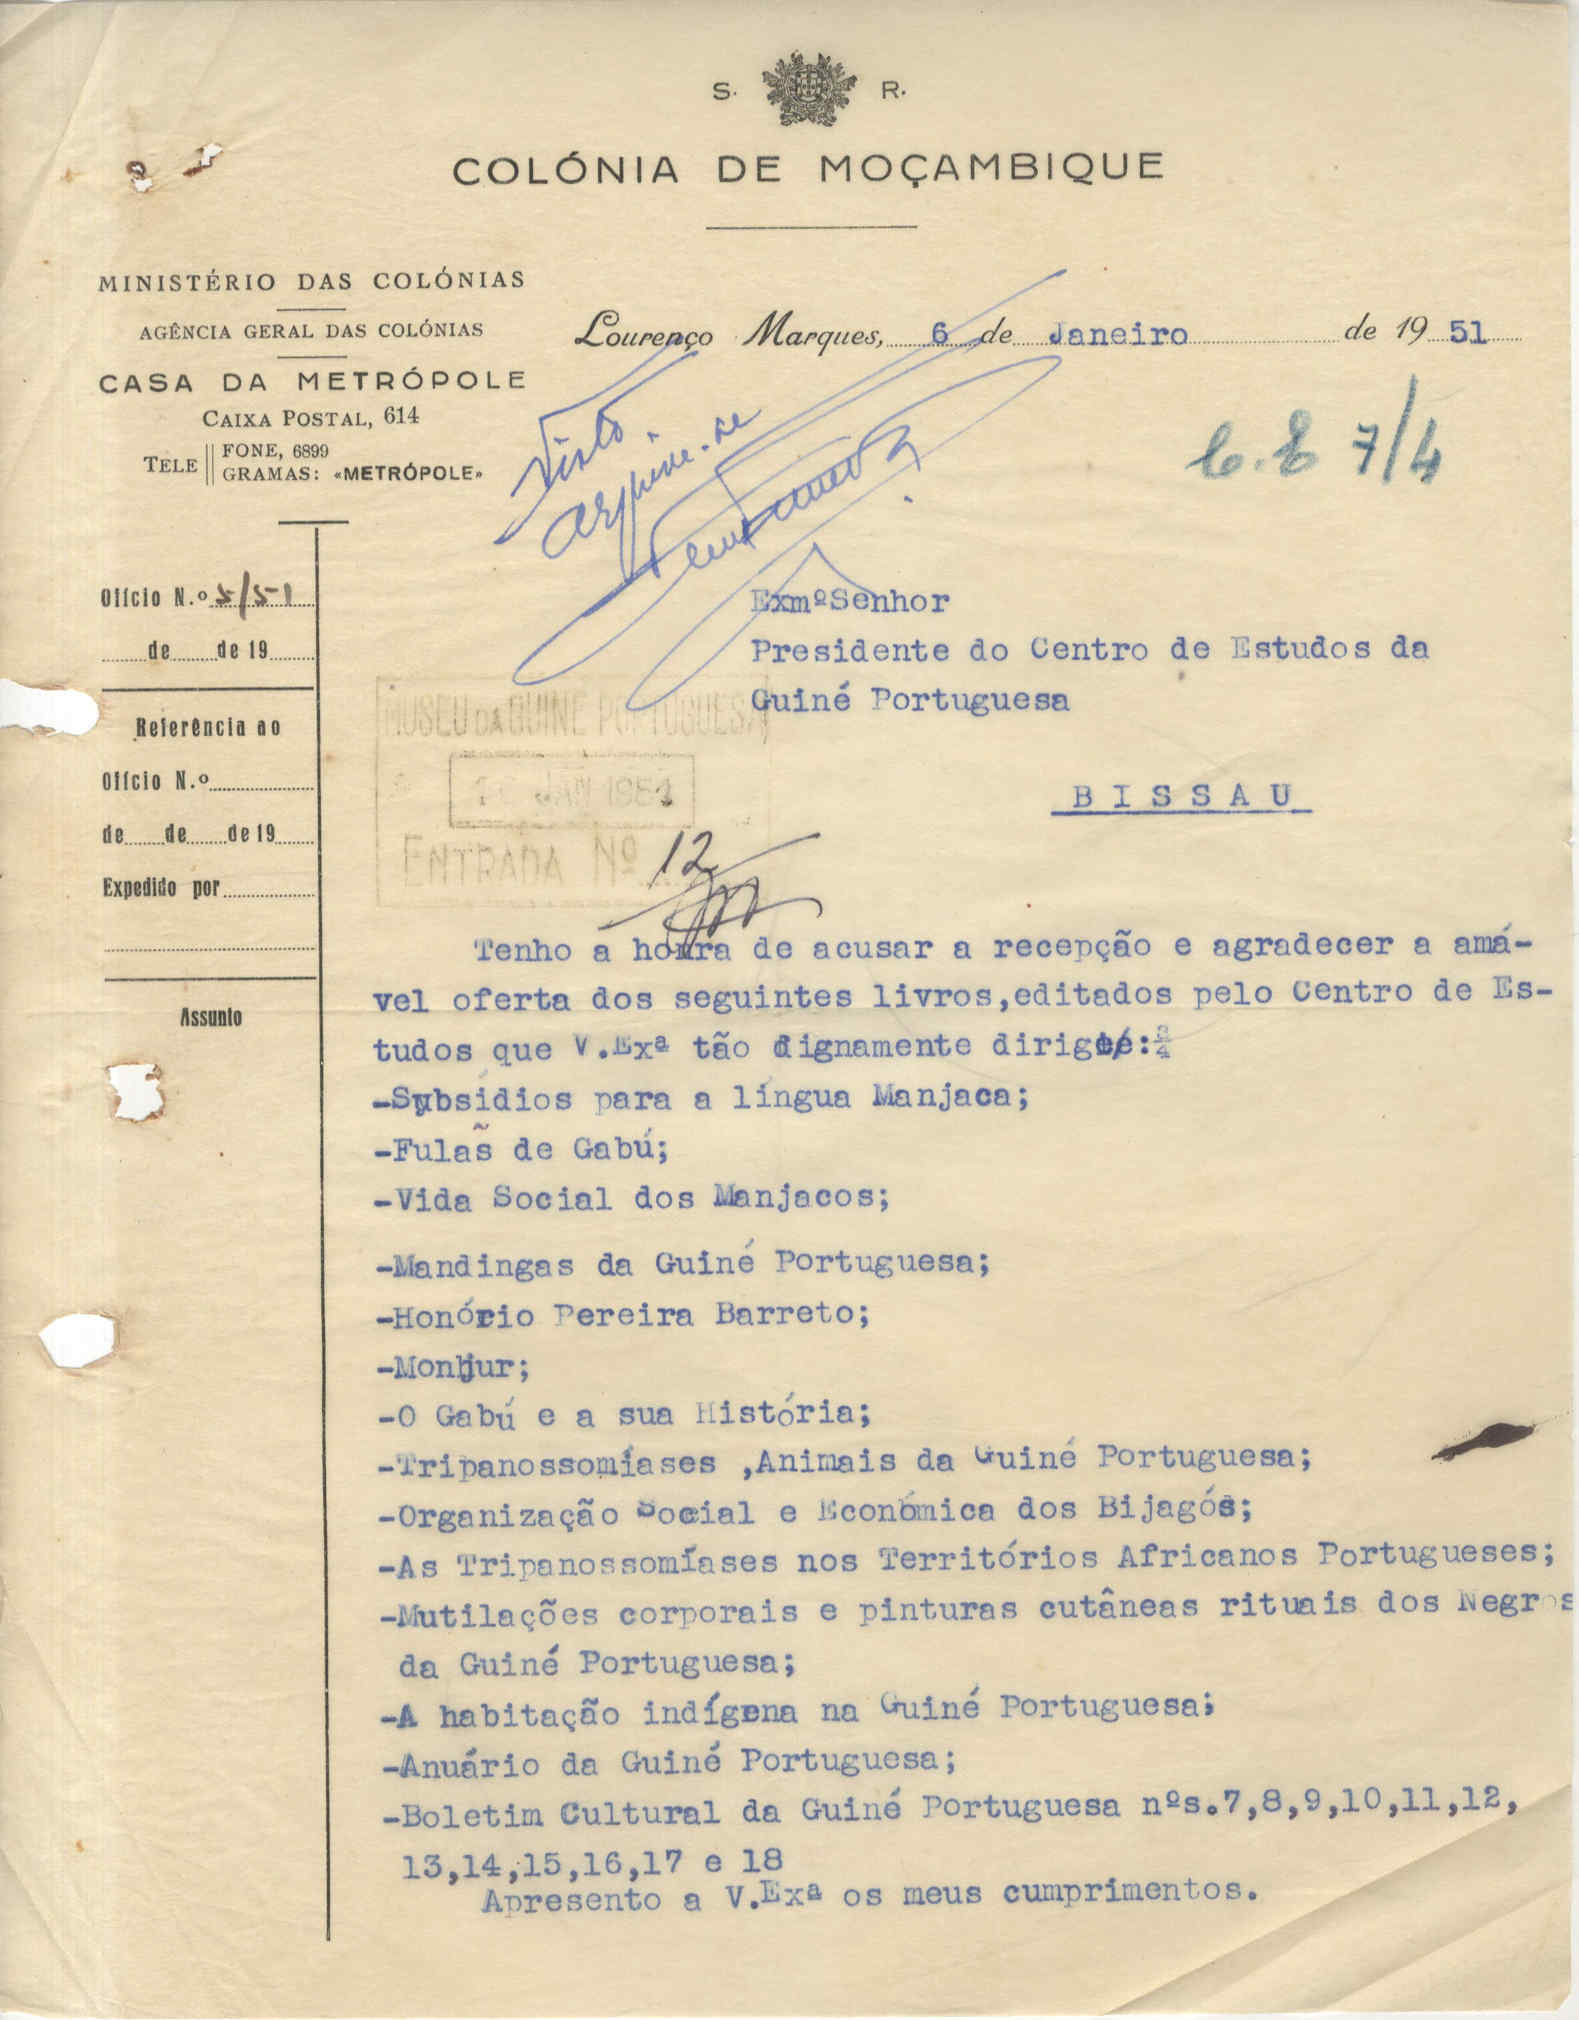 S. R.
COLÓNIA DE MOÇAMBIQUE
MINISTÉRIO DAS COLÓNIAS
AGÊNCIA GERAL DAS COLÓNIAS
CASA DA METRÓPOLE
CAIXA POSTAL, 614
TELE FONE, 6899
GRAMAS: «METRÓPOLE»
Lourenço Marques, 6 de Janeiro de 1951
Visto.
arquive-se
7/4
Ofício N.º 5/51
de de 19
Referência ao
Ofício N.º
de de de 19
Expedido por
Assunto
Exmº Senhor
Presidente do Centro de Estudos da
Guiné Portuguesa
BISSAU
MUSEU DA GUINÉ PORTUGUESA
JAN 1951
ENTRADA Nº 12
Tenho a honra de acusar a recepção e agradecer a amá-
vel oferta dos seguintes livros,editados pelo Centro de Es-
tudos que V.Exª tão dignamente dirige:
-Subsídios para a língua Manjaca;
-Fulas de Gabú;
-Vida Social dos Manjacos;
-Mandingas da Guiné Portuguesa;
-Honório Pereira Barreto;
-Monjur;
-O Gabú e a sua História;
-Tripanossomíases ,Animais da Guiné Portuguesa;
-Organização Social e Económica dos Bijagós;
-As Tripanossomíases nos Territórios Africanos Portugueses;
-Mutilações corporais e pinturas cutâneas rituais dos Negros
da Guiné Portuguesa;
-A habitação indígena na Guiné Portuguesa;
-Anuário da Guiné Portuguesa;
-Boletim Cultural da Guiné Portuguesa nºs.7,8,9,10,11,12,
13,14,15,16,17 e 18
Apresento a V.Exª os meus cumprimentos.